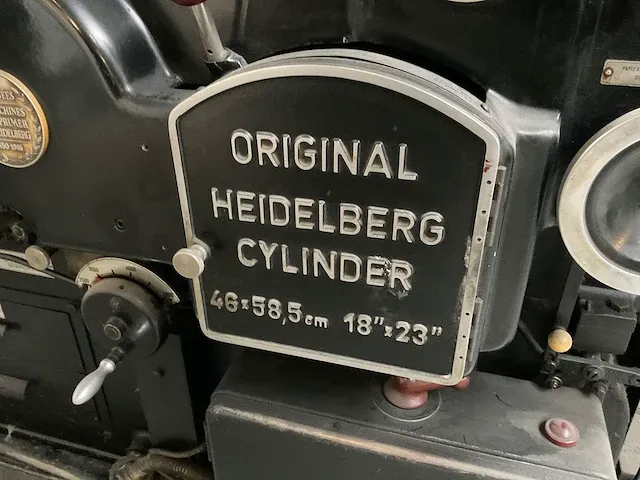 ORIGINAL
HEIDELBERG
CYLINDER
46x58,5cm 18"x23"